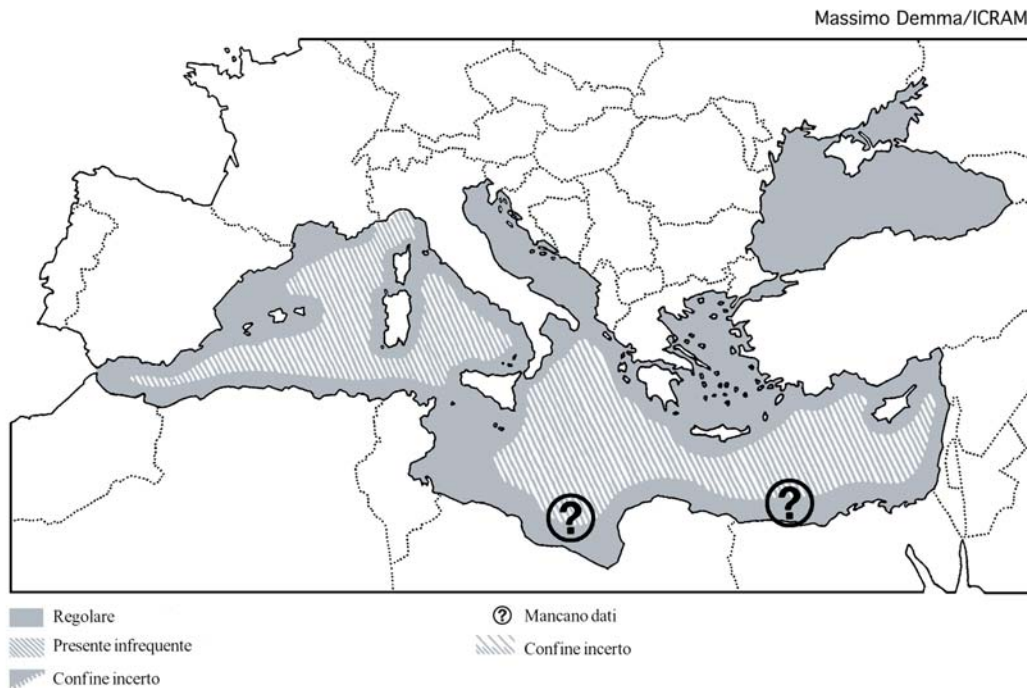 Massimo Demma/ICRAM
?
?
Regolare
? Mancano dati
Presente infrequente
Confine incerto
Confine incerto